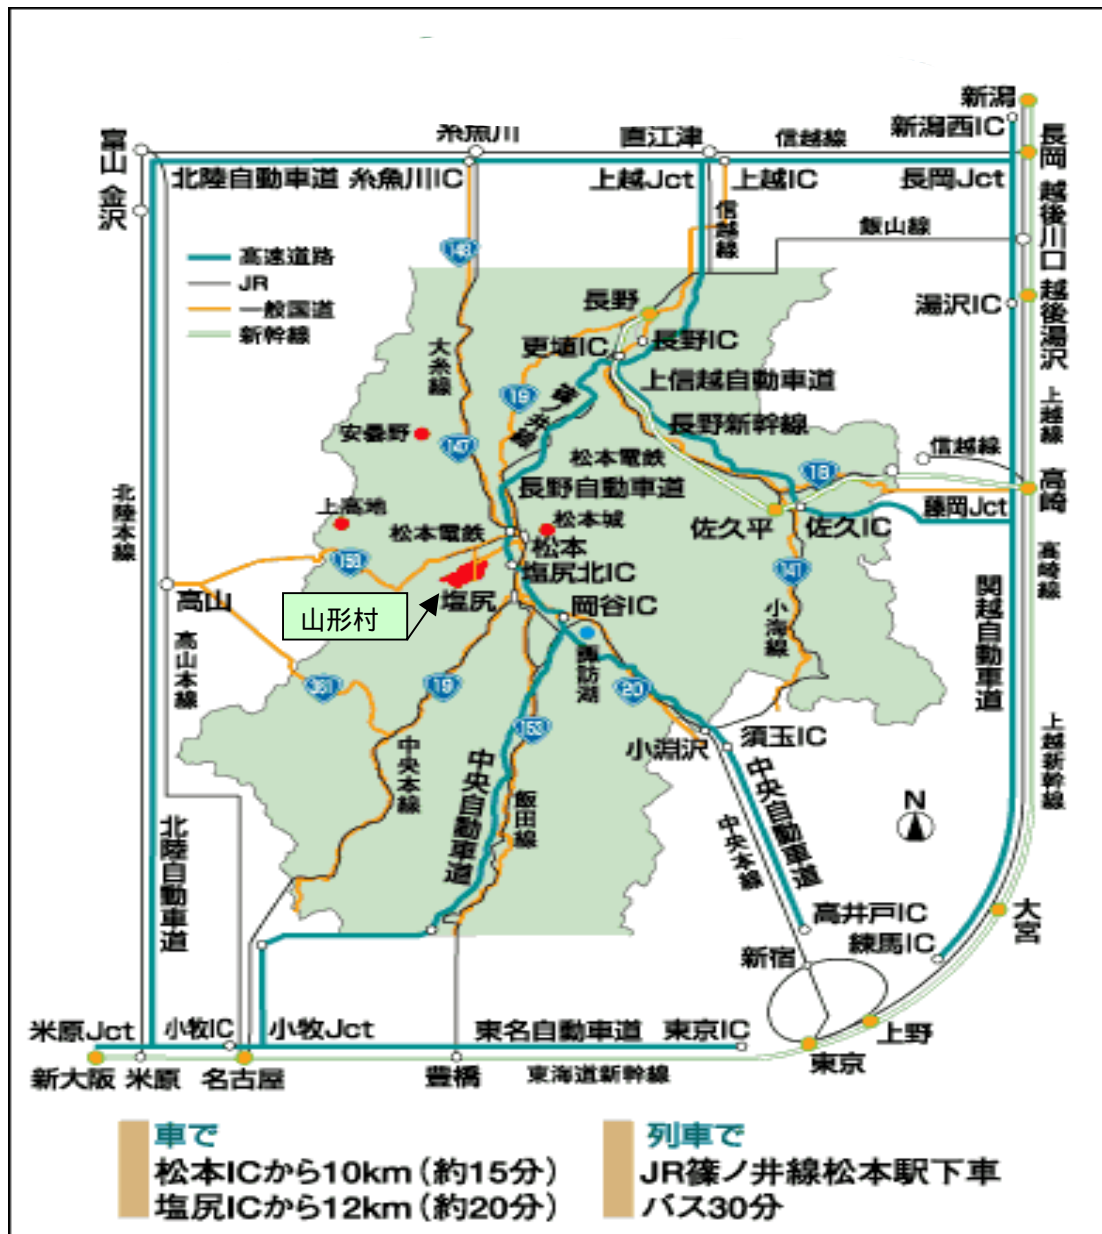 新潟
新潟西IC
糸魚川
直江津
信越線
長岡
富山
金沢
北陸自動車道
糸魚川IC
上越Jct
上越IC
長岡Jct
信越線
飯山線
越後川口
148
高速道路
JR
一般国道
新幹線
長野
湯沢IC
越後湯沢
大糸線
更埴IC
長野IC
上信越自動車道
19
篠ノ井線
長野新幹線
上越線
安曇野
147
松本電鉄
18
信越線
高崎
北陸本線
長野自動車道
上高地
松本電鉄
松本城
佐久平
佐久IC
藤岡Jct
158
松本
塩尻北IC
141
高崎線
高山
塩尻
岡谷IC
山形村
小海線
関越自動車道
高山本線
諏訪湖
361
19
20
153
小淵沢
須玉IC
上越新幹線
中央本線
中央自動車道
飯田線
中央自動車道
中央本線
N
北陸自動車道
高井戸IC
大宮
練馬IC
新宿
米原Jct
小牧IC
小牧Jct
東名自動車道
東京IC
上野
新大阪
米原
名古屋
豊橋
東海道新幹線
東京
車で
松本ICから10km(約15分)
塩尻ICから12km(約20分)
列車で
JR篠ノ井線松本駅下車
バス30分